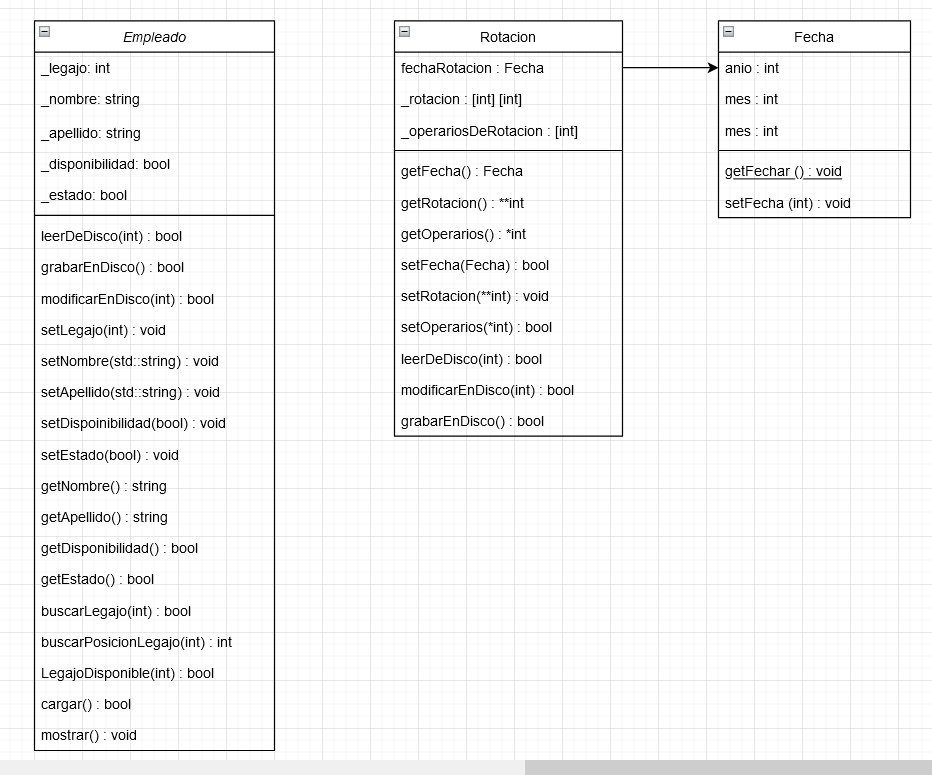 Empleado
_legajo: int
_nombre: string
_apellido: string
_disponibilidad: bool
_estado: bool
leerDeDisco(int) : bool
grabarEnDisco() : bool
modificarEnDisco(int) : bool
setLegajo(int) : void
setNombre(std::string) : void
setApellido(std::string) : void
setDispoinibilidad(bool) : void
setEstado(bool) : void
getNombre() : string
getApellido() : string
getDisponibilidad() : bool
getEstado() : bool
buscarLegajo(int) : bool
buscarPosicionLegajo(int) : int
LegajoDisponible(int) : bool
cargar() : bool
mostrar() : void
Rotacion
fechaRotacion : Fecha
_rotacion : [int] [int]
_operariosDeRotacion : [int]
getFecha() : Fecha
getRotacion() : **int
getOperarios() : *int
setFecha(Fecha) : bool
setRotacion(**int) : void
setOperarios(*int) : bool
leerDeDisco(int) : bool
modificarEnDisco(int) : bool
grabarEnDisco() : bool
Fecha
anio : int
mes : int
mes : int
getFechar () : void
setFecha (int) : void